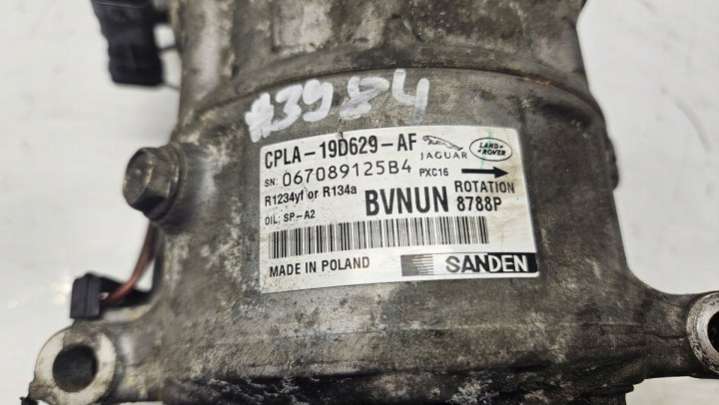 #3984
CPLA-19D629-AF JAGUAR LAND ROVER
SN: 067089125B4 PXC16
R1234yf or R134a BVNUN ROTATION
OIL: SP-A2 8788P
MADE IN POLAND SANDEN